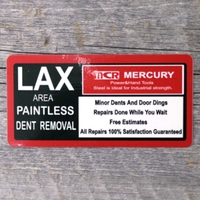 LAX
AREA
PAINTLESS
DENT REMOVAL
MCR MERCURY
Power&Hand Tools
Steel is ideal for industrial strength.
Minor Dents And Door Dings
Repairs Done While You Wait
Free Estimates
All Repairs 100% Satisfaction Guaranteed